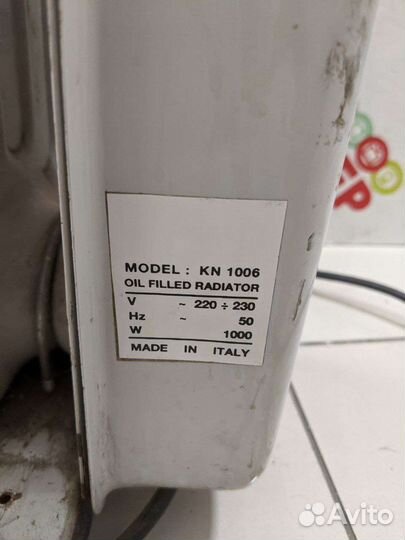 MODEL : KN 1006
OIL FILLED RADIATOR
V ~ 220 ÷ 230
Hz ~ 50
W 1000
MADE IN ITALY
Avito